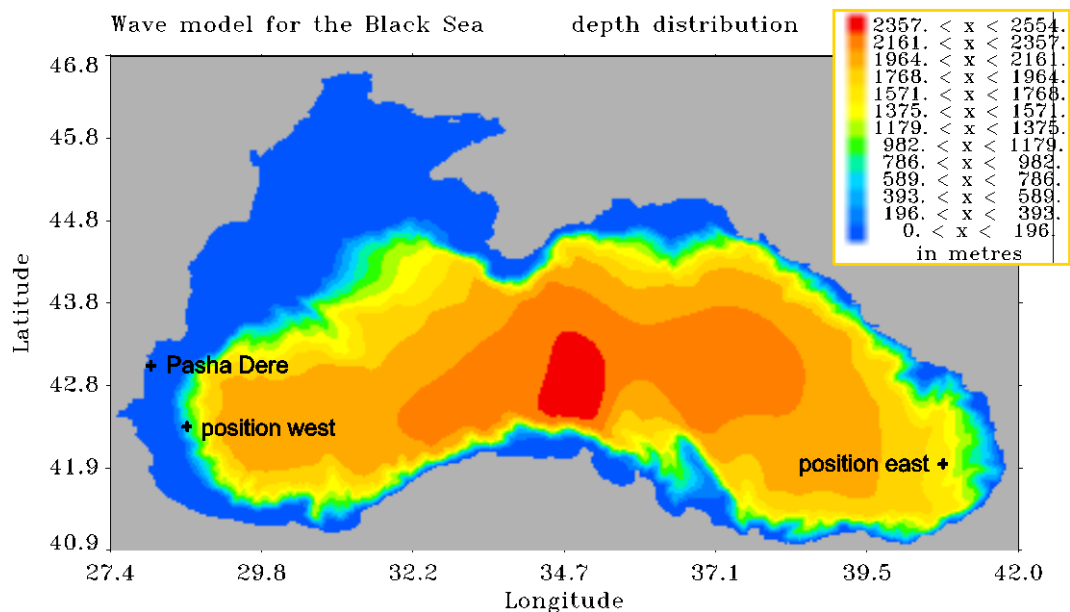 Wave model for the Black Sea depth distribution
2357. < x < 2554.
2161. < x < 2357.
1964. < x < 2161.
1768. < x < 1964.
1571. < x < 1768.
1375. < x < 1571.
1179. < x < 1375.
982. < x < 1179.
786. < x < 982.
589. < x < 786.
393. < x < 589.
196. < x < 393.
0. < x < 196.
in metres
46.8
45.8
44.8
43.8
42.8
41.9
40.9
Latitude
Pasha Dere
position west
position east
27.4 29.8 32.2 34.7 37.1 39.5 42.0
Longitude